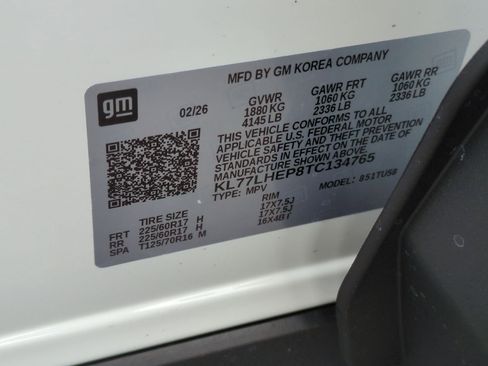 gm
MFD BY GM KOREA COMPANY
02/26
GVWR GAWR FRT GAWR RR
1880 KG 1060 KG 1060 KG
4145 LB 2336 LB 2336 LB
THIS VEHICLE CONFORMS TO ALL
APPLICABLE U.S. FEDERAL MOTOR
VEHICLE SAFETY AND THEFT PREVENTION
STANDARDS IN EFFECT ON THE DATE OF
MANUFACTURE SHOWN ABOVE.
KL77LHEP8TC134765
TYPE: MPV MODEL: 851TUS8
TIRE SIZE RIM
FRT 225/60R17 H 17X7.5J
RR 225/60R17 H 17X7.5J
SPA T125/70R16 M 16X4B T